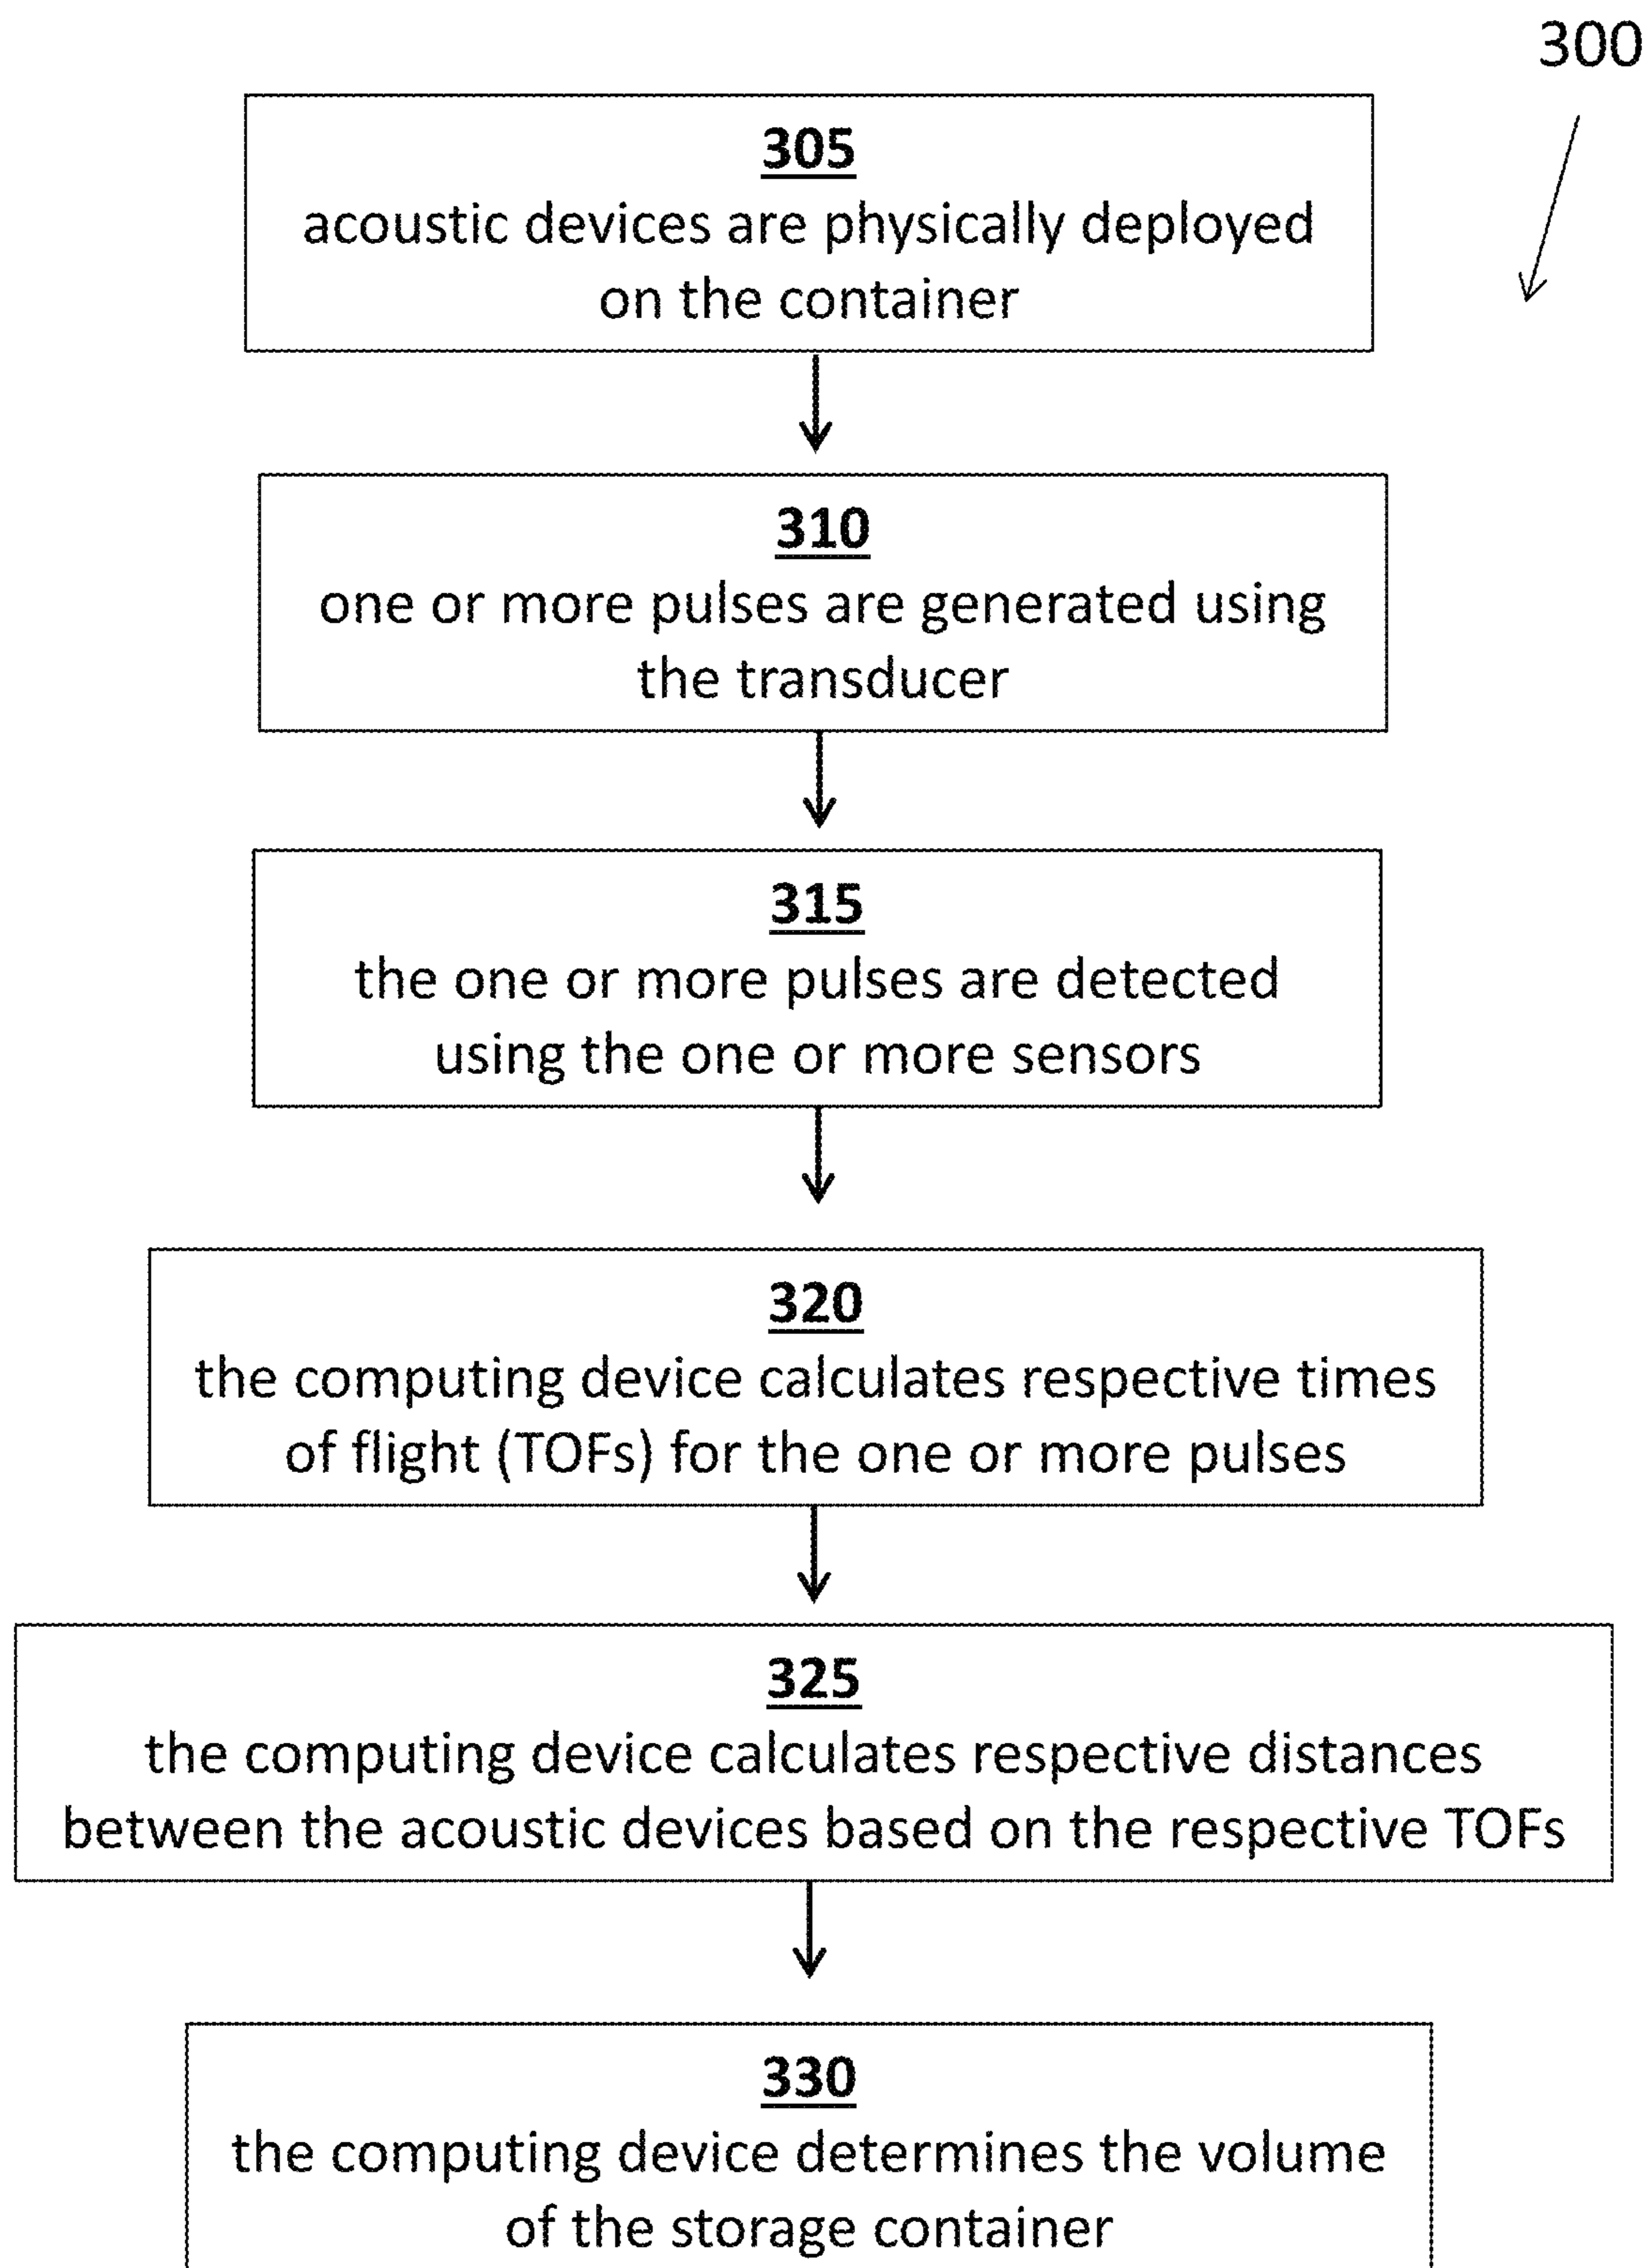 300
305
acoustic devices are physically deployed
on the container
310
one or more pulses are generated using
the transducer
315
the one or more pulses are detected
using the one or more sensors
320
the computing device calculates respective times
of flight (TOFs) for the one or more pulses
325
the computing device calculates respective distances
between the acoustic devices based on the respective TOFs
330
the computing device determines the volume
of the storage container